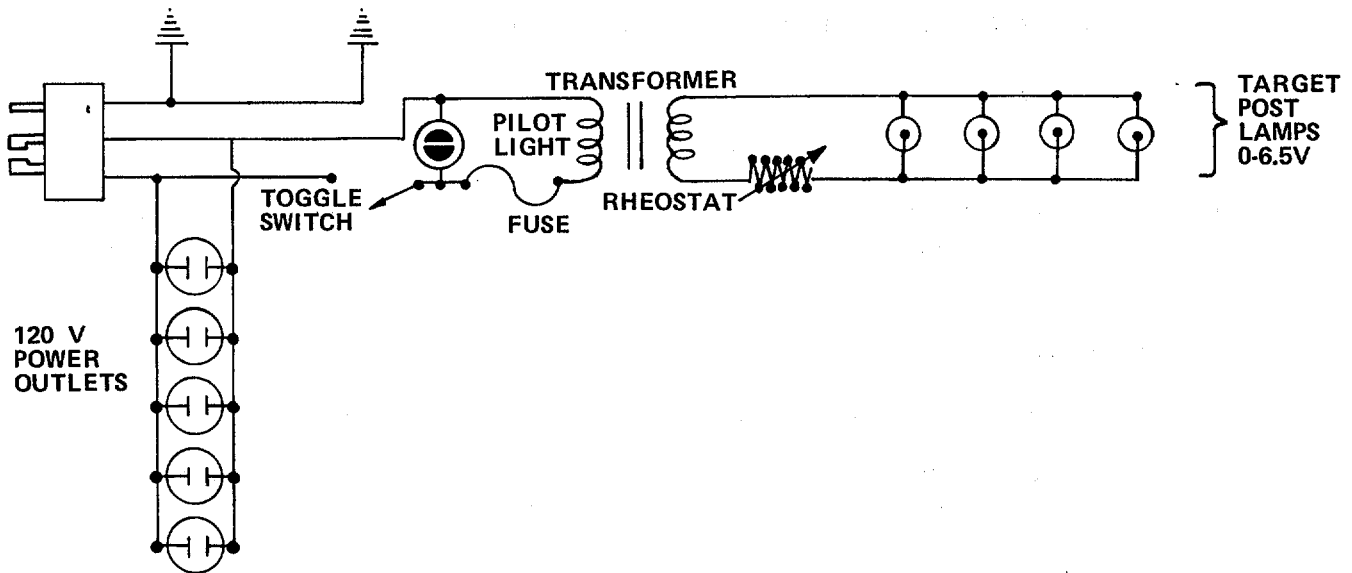 TRANSFORMER
PILOT
LIGHT
TOGGLE
SWITCH
FUSE
RHEOSTAT
TARGET
POST
LAMPS
0-6.5V
120 V
POWER
OUTLETS